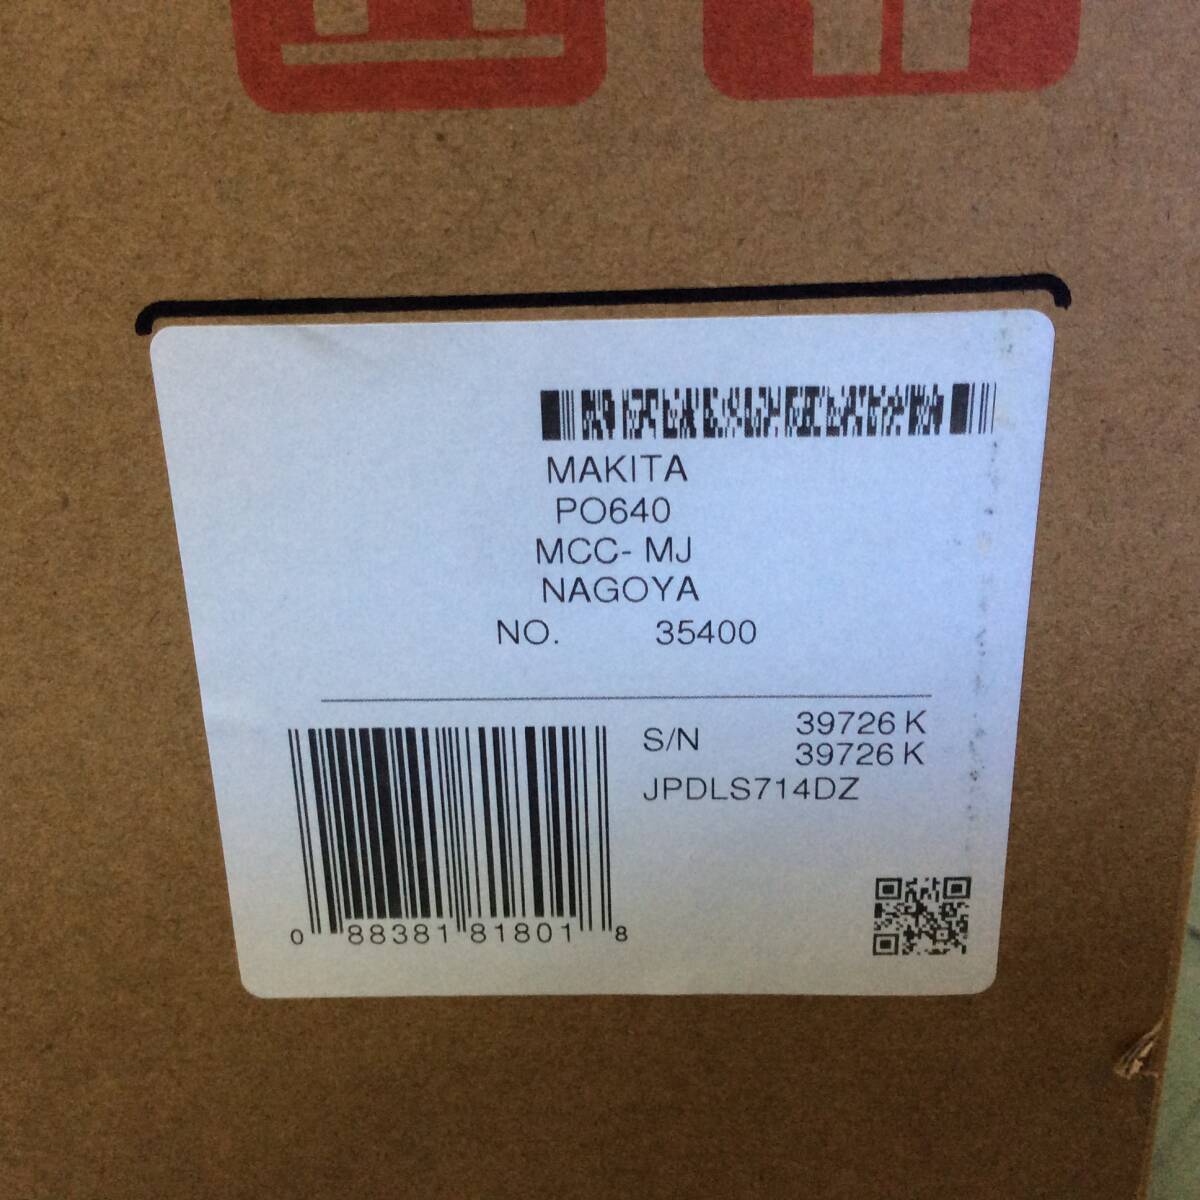 MAKITA
PO640
MCC- MJ
NAGOYA
NO. 35400
S/N 39726 K
39726 K
JPDLS714DZ
0 88381 81801 8